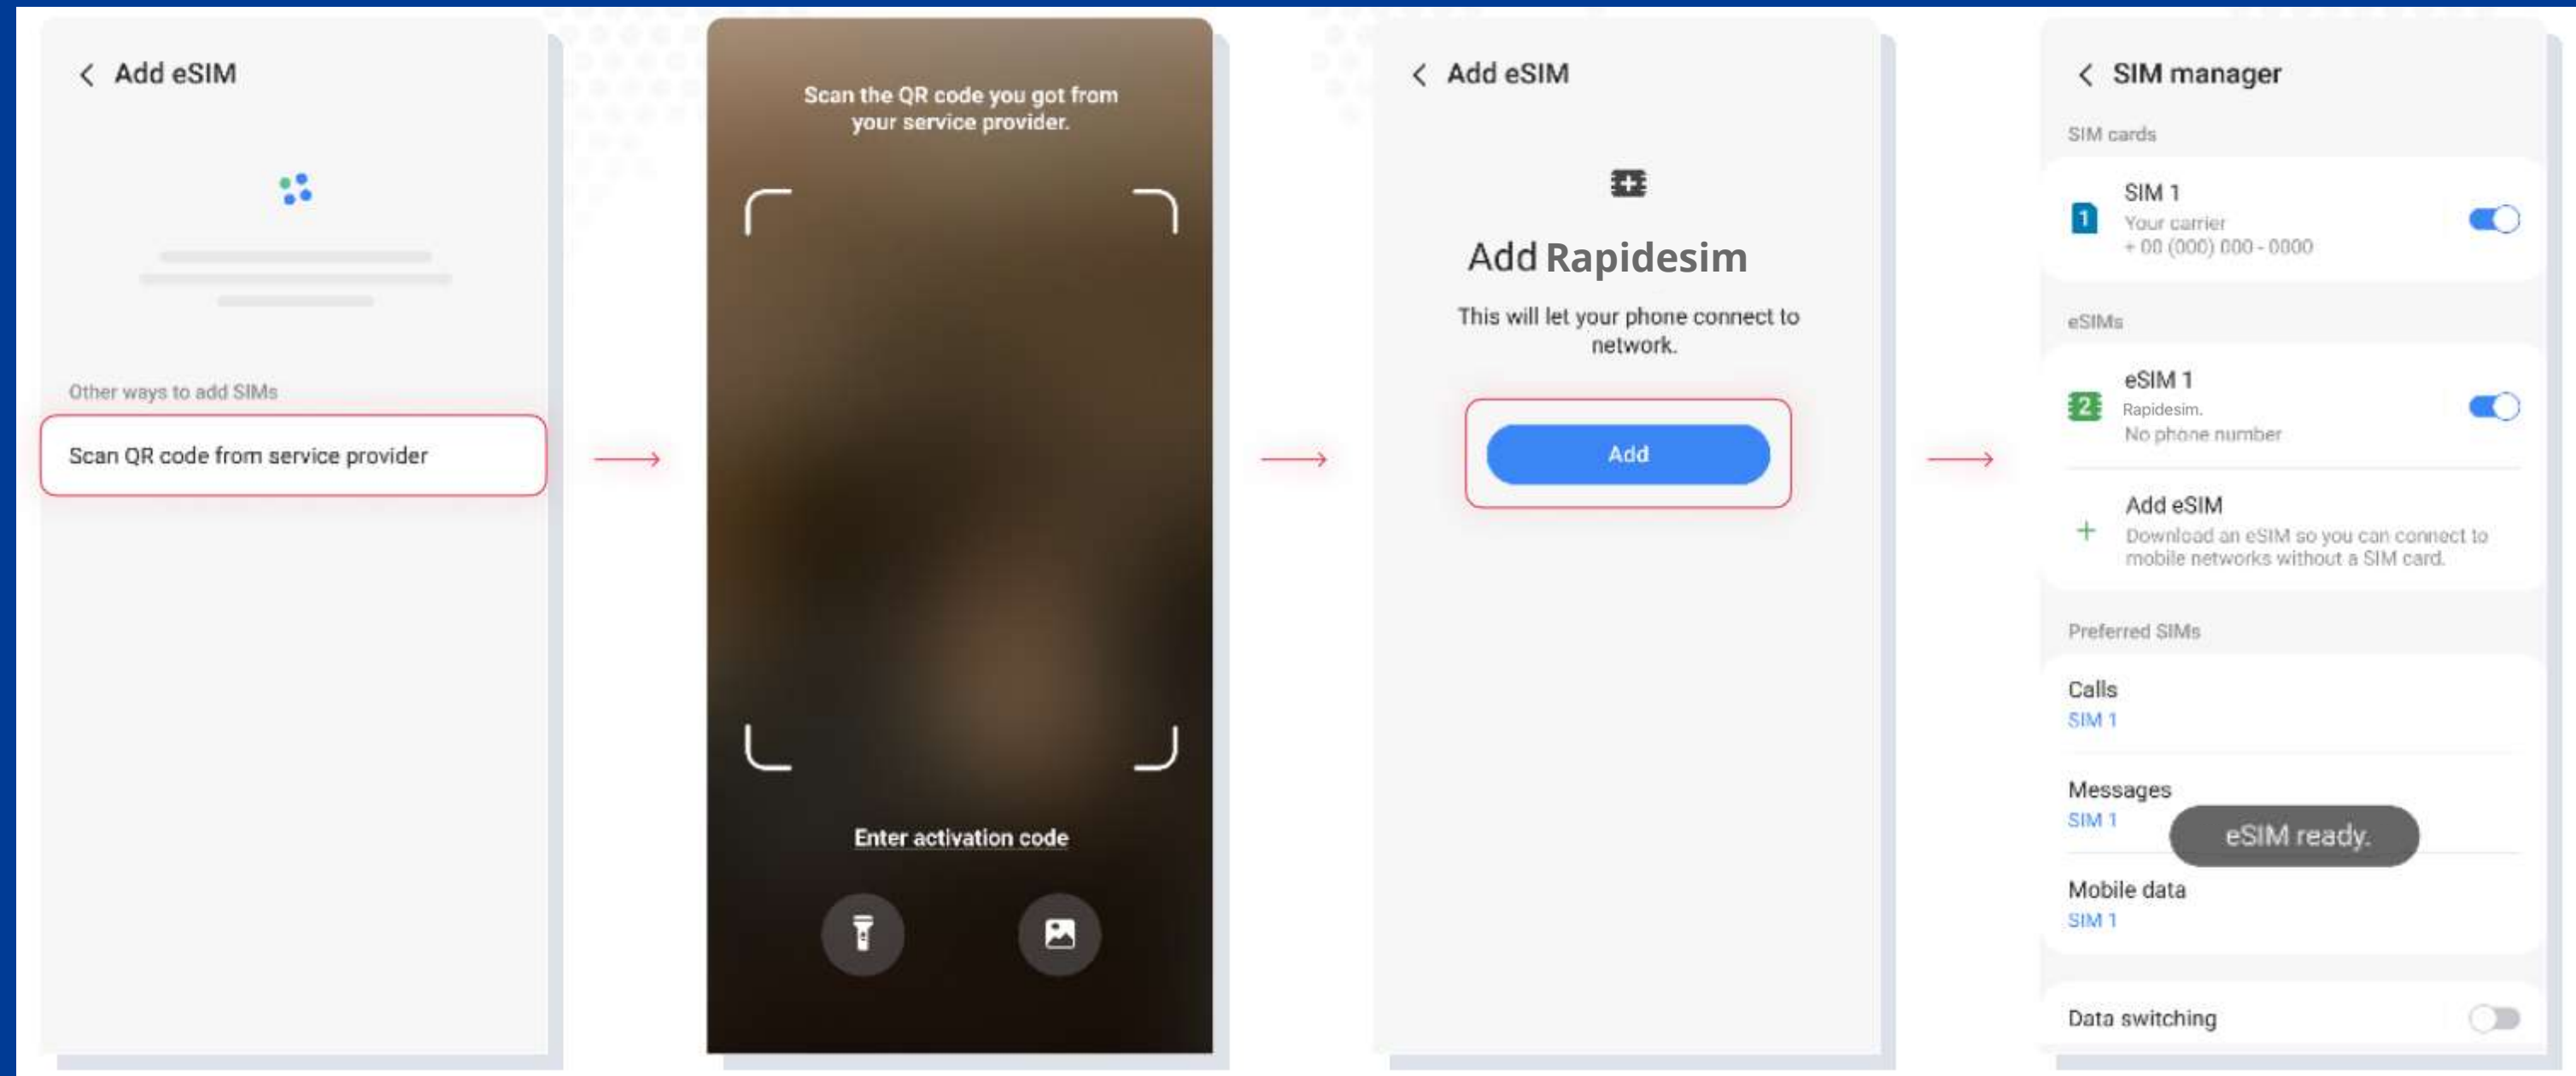 Add eSIM
Other ways to add SIMs
Scan QR code from service provider
Scan the QR code you got from
your service provider.
Enter activation code
Add eSIM
Add Rapidesim
This will let your phone connect to
network.
Add
SIM manager
SIM cards
1
SIM 1
Your carrier
+ 00 (000) 000 - 0000
eSIMs
2
eSIM 1
Rapidesim.
No phone number
Add eSIM
Download an eSIM so you can connect to
mobile networks without a SIM card.
Preferred SIMs
Calls
SIM 1
Messages
SIM 1
eSIM ready.
Mobile data
SIM 1
Data switching